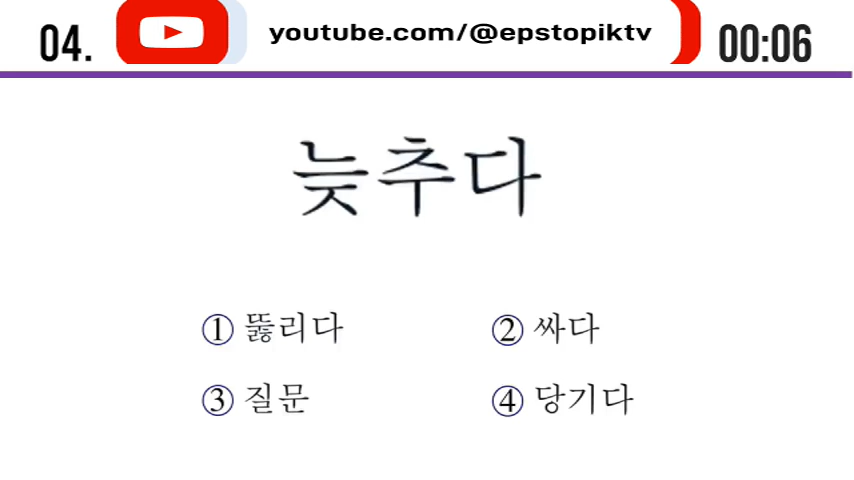 04. youtube.com/@epstopiktv 00:06
늦추다
① 뚫리다 ② 싸다
③ 질문 ④ 당기다